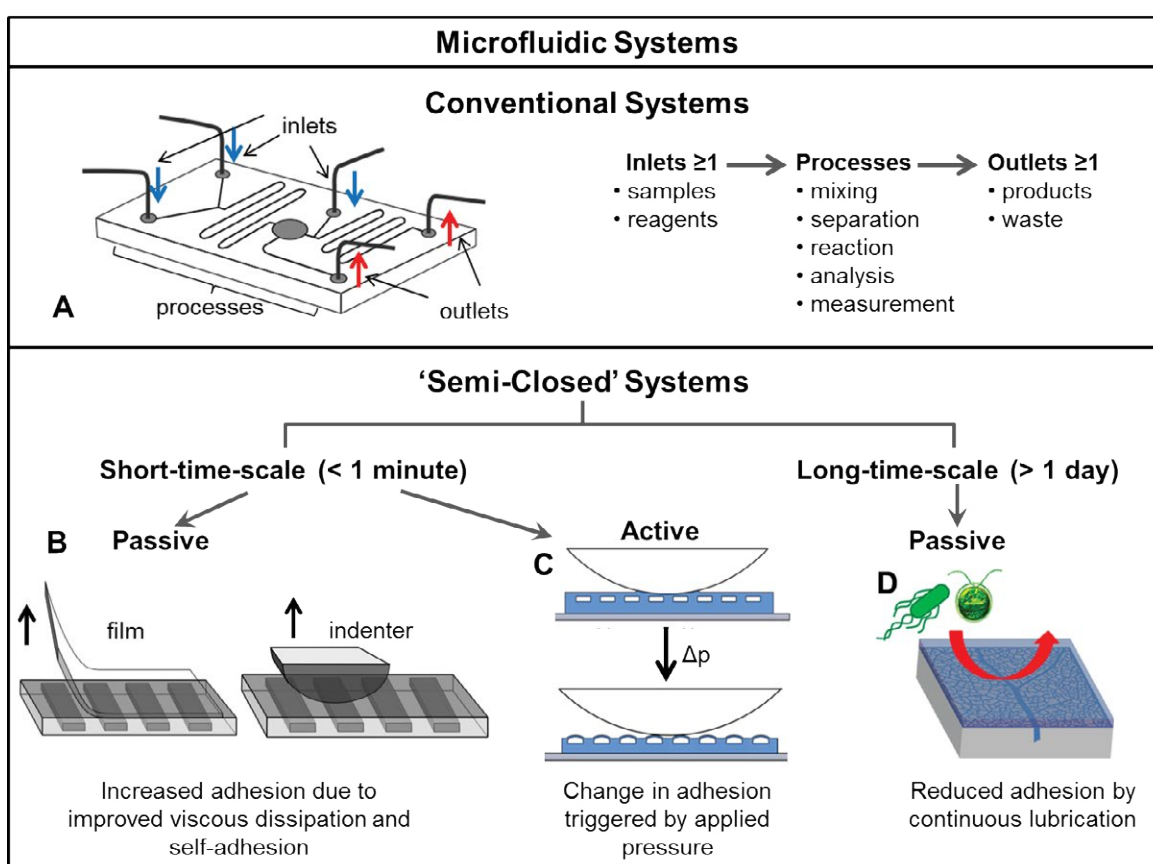 Microfluidic Systems
Conventional Systems
inlets
processes
outlets
A
Inlets ≥1
• samples
• reagents
Processes
• mixing
• separation
• reaction
• analysis
• measurement
Outlets ≥1
• products
• waste
‘Semi-Closed’ Systems
Short-time-scale (< 1 minute)
Long-time-scale (> 1 day)
B
Passive
film
indenter
Increased adhesion due to
improved viscous dissipation and
self-adhesion
Active
C
Δp
Change in adhesion
triggered by applied
pressure
Passive
D
Reduced adhesion by
continuous lubrication